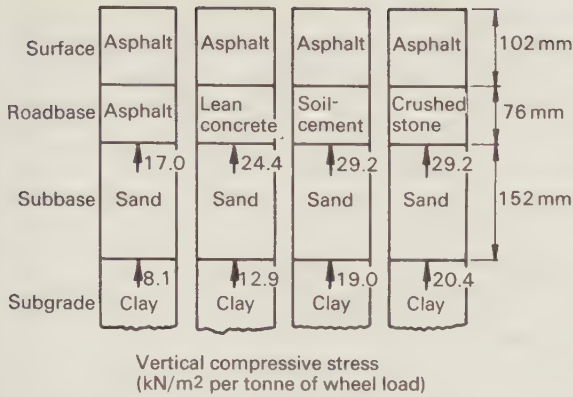 Surface Asphalt Asphalt Asphalt Asphalt 102 mm
Roadbase Asphalt Lean concrete Soil-cement Crushed stone 76 mm
17.0 24.4 29.2 29.2
Subbase Sand Sand Sand Sand 152 mm
8.1 12.9 19.0 20.4
Subgrade Clay Clay Clay Clay
Vertical compressive stress
(kN/m2 per tonne of wheel load)